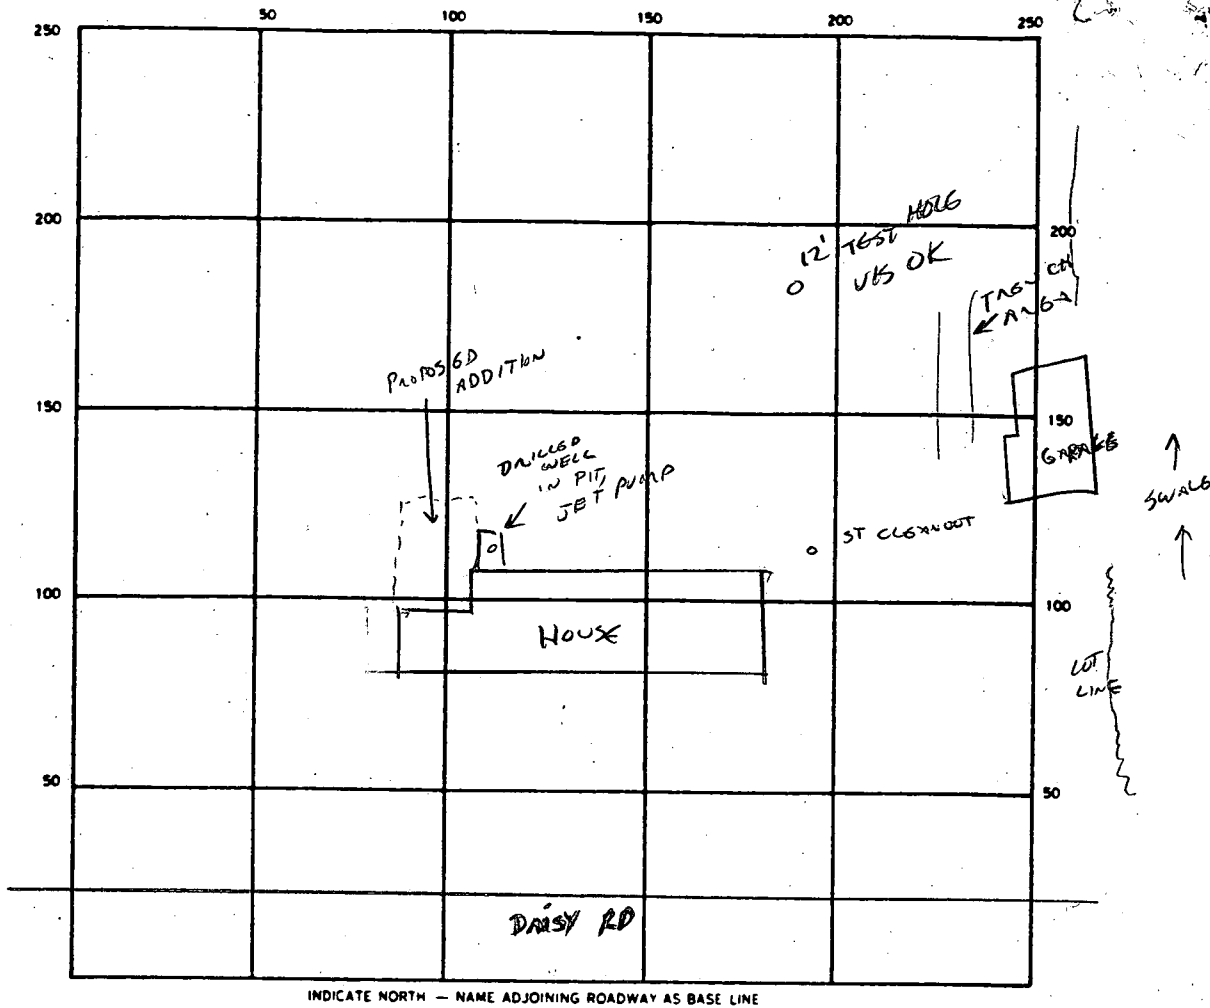 50 100 150 200 250
250
200
200
12' TEST HOLE
VIS OK
TRENCH
AREA
PROPOSED
ADDITION
150
150
GARAGE
DRILLED
WELL
IN PIT,
JET PUMP
SWALE
ST CLEANOUT
100
100
HOUSE
LOT
LINE
50
50
DAISY RD
INDICATE NORTH — NAME ADJOINING ROADWAY AS BASE LINE